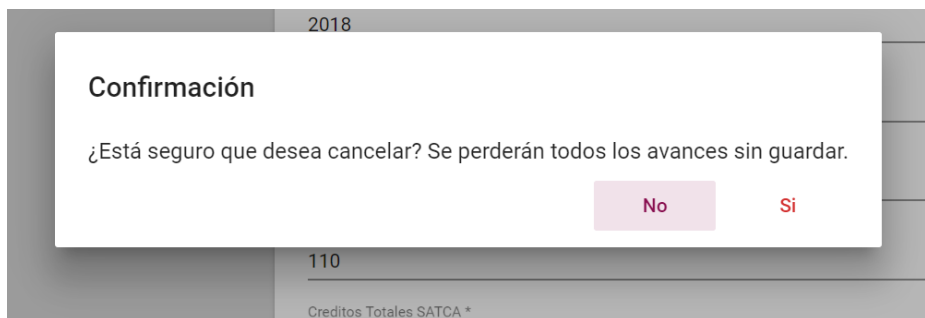 2018
Confirmación
¿Está seguro que desea cancelar? Se perderán todos los avances sin guardar.
No Si
110
Creditos Totales SATCA *